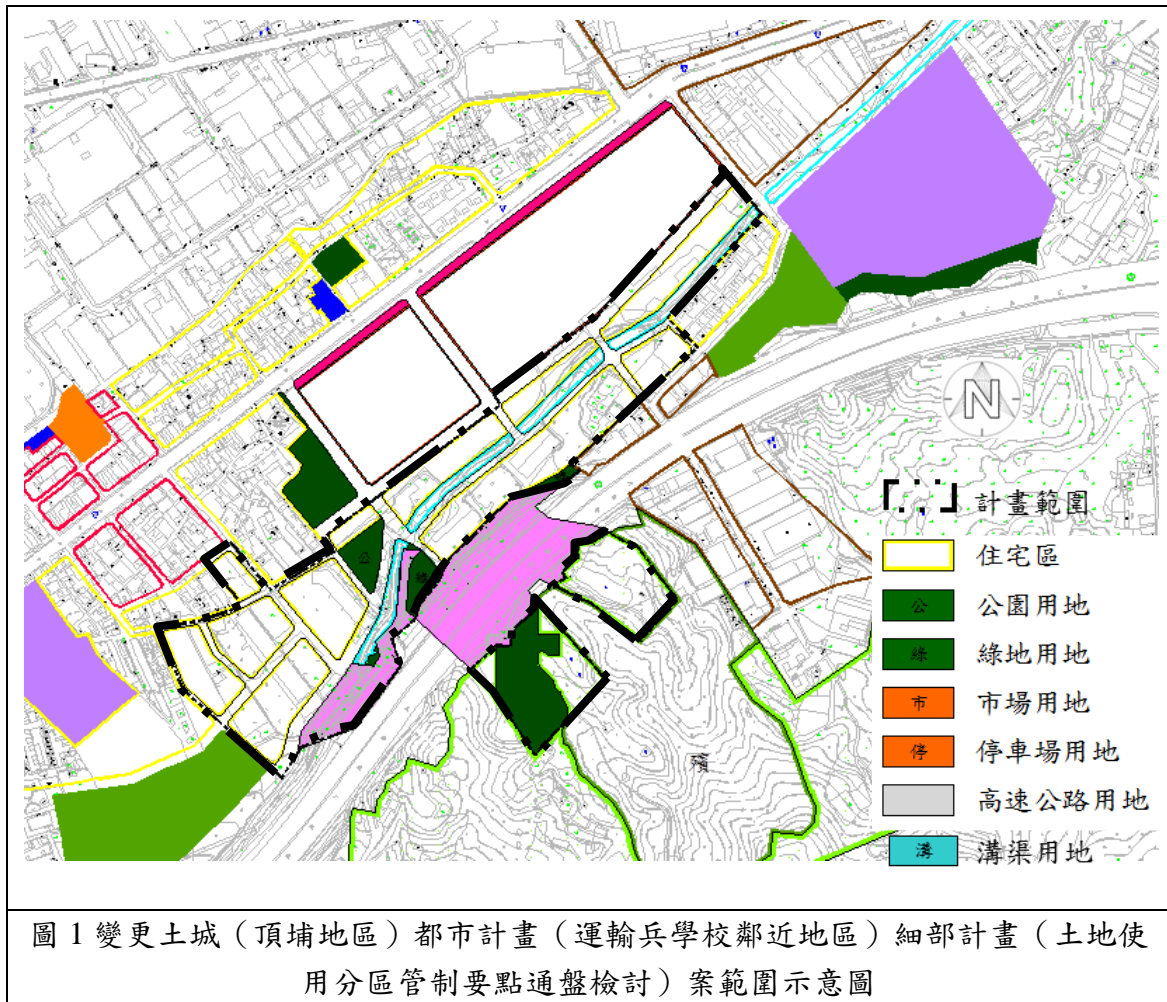 公
綠
N
計畫範圍
住宅區
公 公園用地
綠 綠地用地
市 市場用地
停 停車場用地
高速公路用地
溝 溝渠用地
圖 1 變更土城（頂埔地區）都市計畫（運輸兵學校鄰近地區）細部計畫（土地使
用分區管制要點通盤檢討）案範圍示意圖